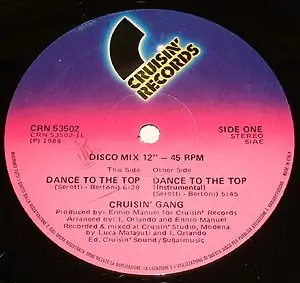 CRUISIN'
RECORDS
CRN 53502
CRN 53502-1L
(P) 1988
SIDE ONE
STEREO
SIAE
DISCO MIX 12" — 45 RPM
This Side Other Side
DANCE TO THE TOP DANCE TO THE TOP
(Serotti - Bertoni) 6:20 (Instrumental)
(Serotti - Bertoni) 5:45
CRUISIN' GANG
Produced by: Ennio Manuel for Cruisin' Records
Arranged by: I. Orlando and Ennio Manuel
Recorded & mixed at Cruisin' Studio, Modena
by Luca Malaguti and I. Orlando
Ed. Cruisin' Sound / Sugarmusic